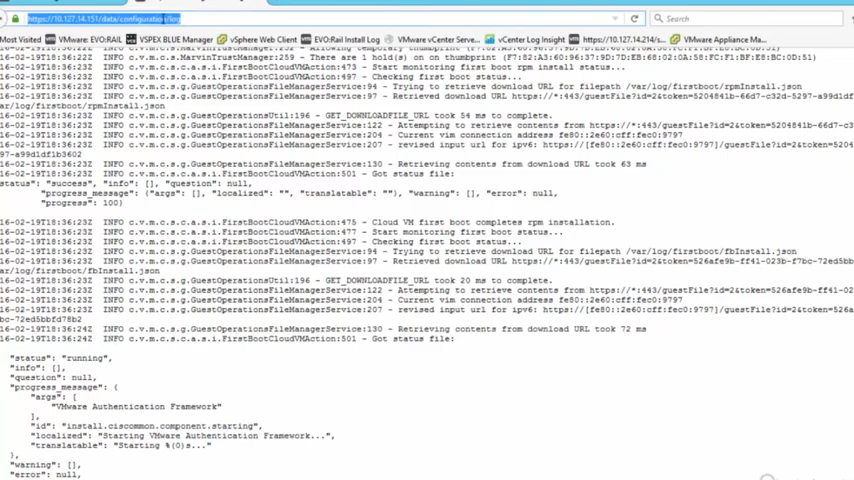 https://10.127.14.151/data/configuration/log
Search
Most Visited VMware: EVO:RAIL VSPEX BLUE Manager vSphere Web Client EVO:RAIL Install Log VMware vCenter Serve... vCenter Log Insight https://10.127.14.214/s... VMware Appliance Ma...
16-02-19T18:36:23Z INFO c.v.m.c.s.MarvinTrustManager:259 - There are 1 hold(s) on on thumbprint (F7:82:A3:60:96:37:9D:7E:EB:68:02:0A:58:FC:F1:BF:E8:BC:0D:51)
16-02-19T18:36:23Z INFO c.v.m.c.s.c.a.s.i.FirstBootCloudVMAction:473 - Start monitoring first boot rpm install status...
16-02-19T18:36:23Z INFO c.v.m.c.s.c.a.s.i.FirstBootCloudVMAction:497 - Checking first boot status...
16-02-19T18:36:23Z INFO c.v.m.c.s.g.GuestOperationsFileManagerService:94 - Trying to retrieve download URL for filepath /var/log/firstboot/rpmInstall.json
16-02-19T18:36:23Z INFO c.v.m.c.s.g.GuestOperationsFileManagerService:97 - Retrieved download URL https://*:443/guestFile?id=2&token=5204841b-66d7-c32d-5297-a99d1df
ar/log/firstboot/rpmInstall.json
16-02-19T18:36:23Z INFO c.v.m.c.s.g.GuestOperationsUtil:196 - GET_DOWNLOADFILE_URL took 54 ms to complete.
16-02-19T18:36:23Z INFO c.v.m.c.s.g.GuestOperationsFileManagerService:122 - Attempting to retrieve contents from https://*:443/guestFile?id=2&token=5204841b-66d7-c3
16-02-19T18:36:23Z INFO c.v.m.c.s.g.GuestOperationsFileManagerService:204 - Current vim connection address fe80::2e60:cff:fec0:9797
16-02-19T18:36:23Z INFO c.v.m.c.s.g.GuestOperationsFileManagerService:207 - revised input url for ipv6: https://[fe80::2e60:cff:fec0:9797]/guestFile?id=2&token=5204
97-a99d1df1b3602
16-02-19T18:36:23Z INFO c.v.m.c.s.g.GuestOperationsFileManagerService:130 - Retrieving contents from download URL took 63 ms
16-02-19T18:36:23Z INFO c.v.m.c.s.c.a.s.i.FirstBootCloudVMAction:501 - Got status file:
status": "success", "info": [], "question": null,
"progress_message": {"args": [], "localized": "", "translatable": ""}, "warning": [], "error": null,
"progress": 100}
16-02-19T18:36:23Z INFO c.v.m.c.s.c.a.s.i.FirstBootCloudVMAction:475 - Cloud VM first boot completes rpm installation.
16-02-19T18:36:23Z INFO c.v.m.c.s.c.a.s.i.FirstBootCloudVMAction:477 - Start monitoring first boot process...
16-02-19T18:36:23Z INFO c.v.m.c.s.c.a.s.i.FirstBootCloudVMAction:497 - Checking first boot status...
16-02-19T18:36:23Z INFO c.v.m.c.s.g.GuestOperationsFileManagerService:94 - Trying to retrieve download URL for filepath /var/log/firstboot/fbInstall.json
16-02-19T18:36:23Z INFO c.v.m.c.s.g.GuestOperationsFileManagerService:97 - Retrieved download URL https://*:443/guestFile?id=2&token=526afe9b-ff41-023b-f7bc-72ed5bb
ar/log/firstboot/fbInstall.json
16-02-19T18:36:23Z INFO c.v.m.c.s.g.GuestOperationsUtil:196 - GET_DOWNLOADFILE_URL took 20 ms to complete.
16-02-19T18:36:23Z INFO c.v.m.c.s.g.GuestOperationsFileManagerService:122 - Attempting to retrieve contents from https://*:443/guestFile?id=2&token=526afe9b-ff41-02
16-02-19T18:36:23Z INFO c.v.m.c.s.g.GuestOperationsFileManagerService:204 - Current vim connection address fe80::2e60:cff:fec0:9797
16-02-19T18:36:23Z INFO c.v.m.c.s.g.GuestOperationsFileManagerService:207 - revised input url for ipv6: https://[fe80::2e60:cff:fec0:9797]/guestFile?id=2&token=526a
bc-72ed5bbfd78b2
16-02-19T18:36:24Z INFO c.v.m.c.s.g.GuestOperationsFileManagerService:130 - Retrieving contents from download URL took 72 ms
16-02-19T18:36:24Z INFO c.v.m.c.s.c.a.s.i.FirstBootCloudVMAction:501 - Got status file:
"status": "running",
"info": [],
"question": null,
"progress_message": {
"args": [
"VMware Authentication Framework"
],
"id": "install.ciscommon.component.starting",
"localized": "Starting VMware Authentication Framework...",
"translatable": "Starting %(0)s..."
},
"warning": [],
"error": null,